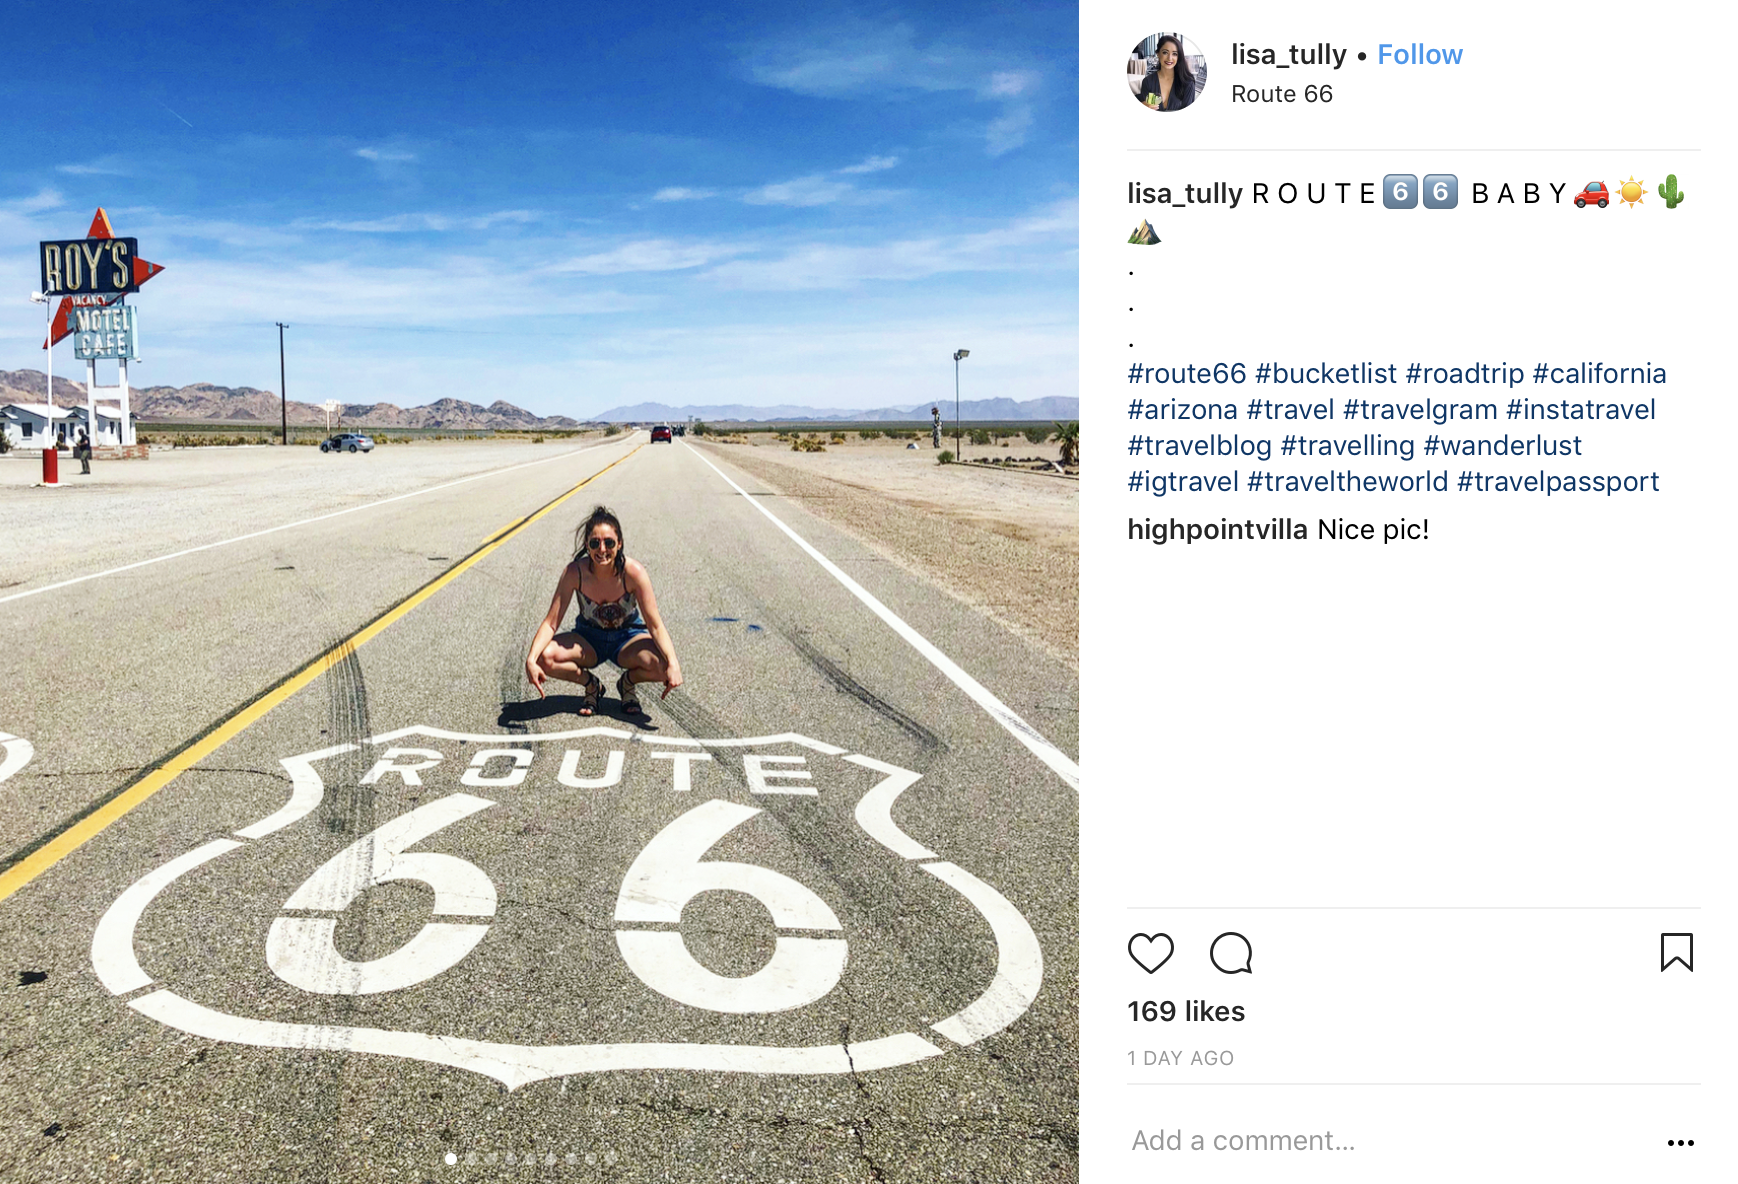 ROY'S
VACANCY
MOTEL
CAFE
ROUTE
66
lisa_tully • Follow
Route 66
lisa_tully R O U T E 6️⃣6️⃣ B A B Y🚗☀️🌵
⛰️
.
.
.
#route66 #bucketlist #roadtrip #california
#arizona #travel #travelgram #instatravel
#travelblog #travelling #wanderlust
#igtravel #traveltheworld #travelpassport
highpointvilla Nice pic!
169 likes
1 DAY AGO
Add a comment...